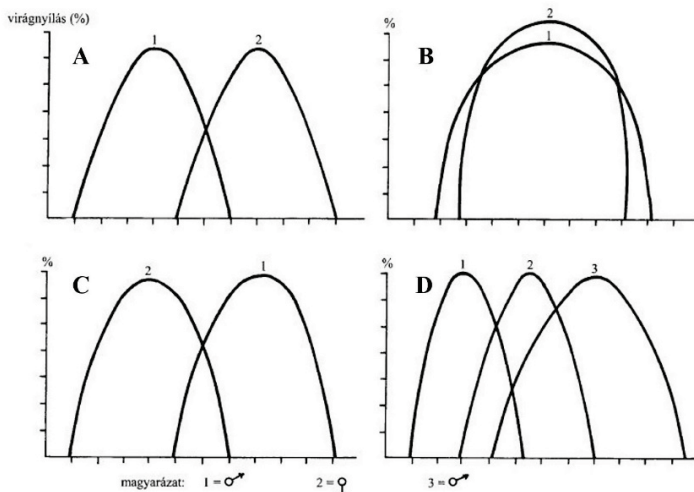 virágnyílás (%)
A
1
2
%
B
2
1
%
C
2
1
%
D
1
2
3
magyarázat: 1 = ♂ 2 = ♀ 3 = ♂